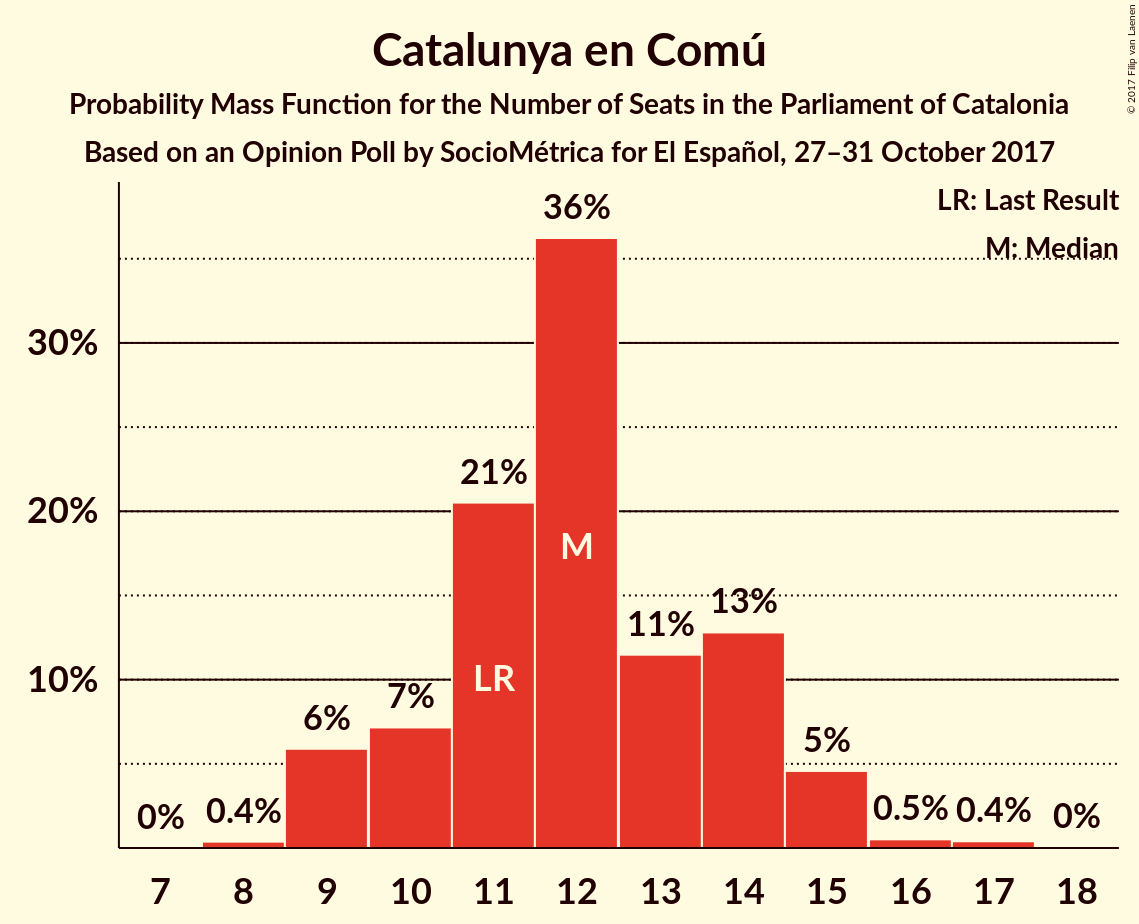 Catalunya en Comú
Probability Mass Function for the Number of Seats in the Parliament of Catalonia
Based on an Opinion Poll by SocioMétrica for El Español, 27–31 October 2017
© 2017 Filip van Laenen
LR: Last Result
M: Median
36%
30%
21%
20%
M
13%
11%
10%
LR
7%
6%
5%
0%
0.4%
0.5%
0.4%
0%
7 8 9 10 11 12 13 14 15 16 17 18